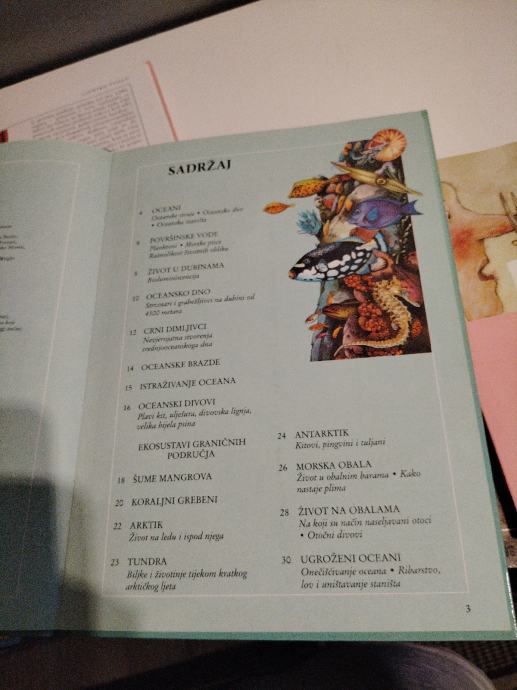 SADRŽAJ
4 OCEANI
Oceanske struje • Oceansko dno
• Oceanska staništa
6 POVRŠINSKE VODE
Planktoni • Morske ptice
Raznolikost životnih oblika
8 ŽIVOT U DUBINAMA
Bioluminiscencija
10 OCEANSKO DNO
Strvinari i grabežljivci na dubini od
4500 metara
12 CRNI DIMLJIVCI
Nevjerojatna stvorenja
srednjooceanskoga dna
14 OCEANSKE BRAZDE
15 ISTRAŽIVANJE OCEANA
16 OCEANSKI DIVOVI
Plavi kit, ulješura, divovska lignja,
velika bijela psina
EKOSUSTAVI GRANIČNIH
PODRUČJA
18 ŠUME MANGROVA
20 KORALJNI GREBENI
22 ARKTIK
Život na ledu i ispod njega
23 TUNDRA
Biljke i životinje tijekom kratkog
arktičkog ljeta
24 ANTARKTIK
Kitovi, pingvini i tuljani
26 MORSKA OBALA
Život u obalnim barama • Kako
nastaje plima
28 ŽIVOT NA OBALAMA
Na koji su način naseljavani otoci
• Otočni divovi
30 UGROŽENI OCEANI
Onečišćivanje oceana • Ribarstvo,
lov i uništavanje staništa
3